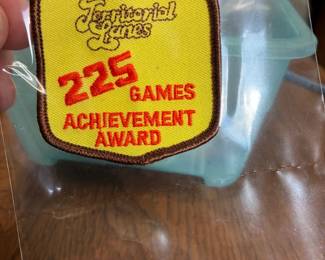 Territorial
Lanes
225 GAMES
ACHIEVEMENT
AWARD